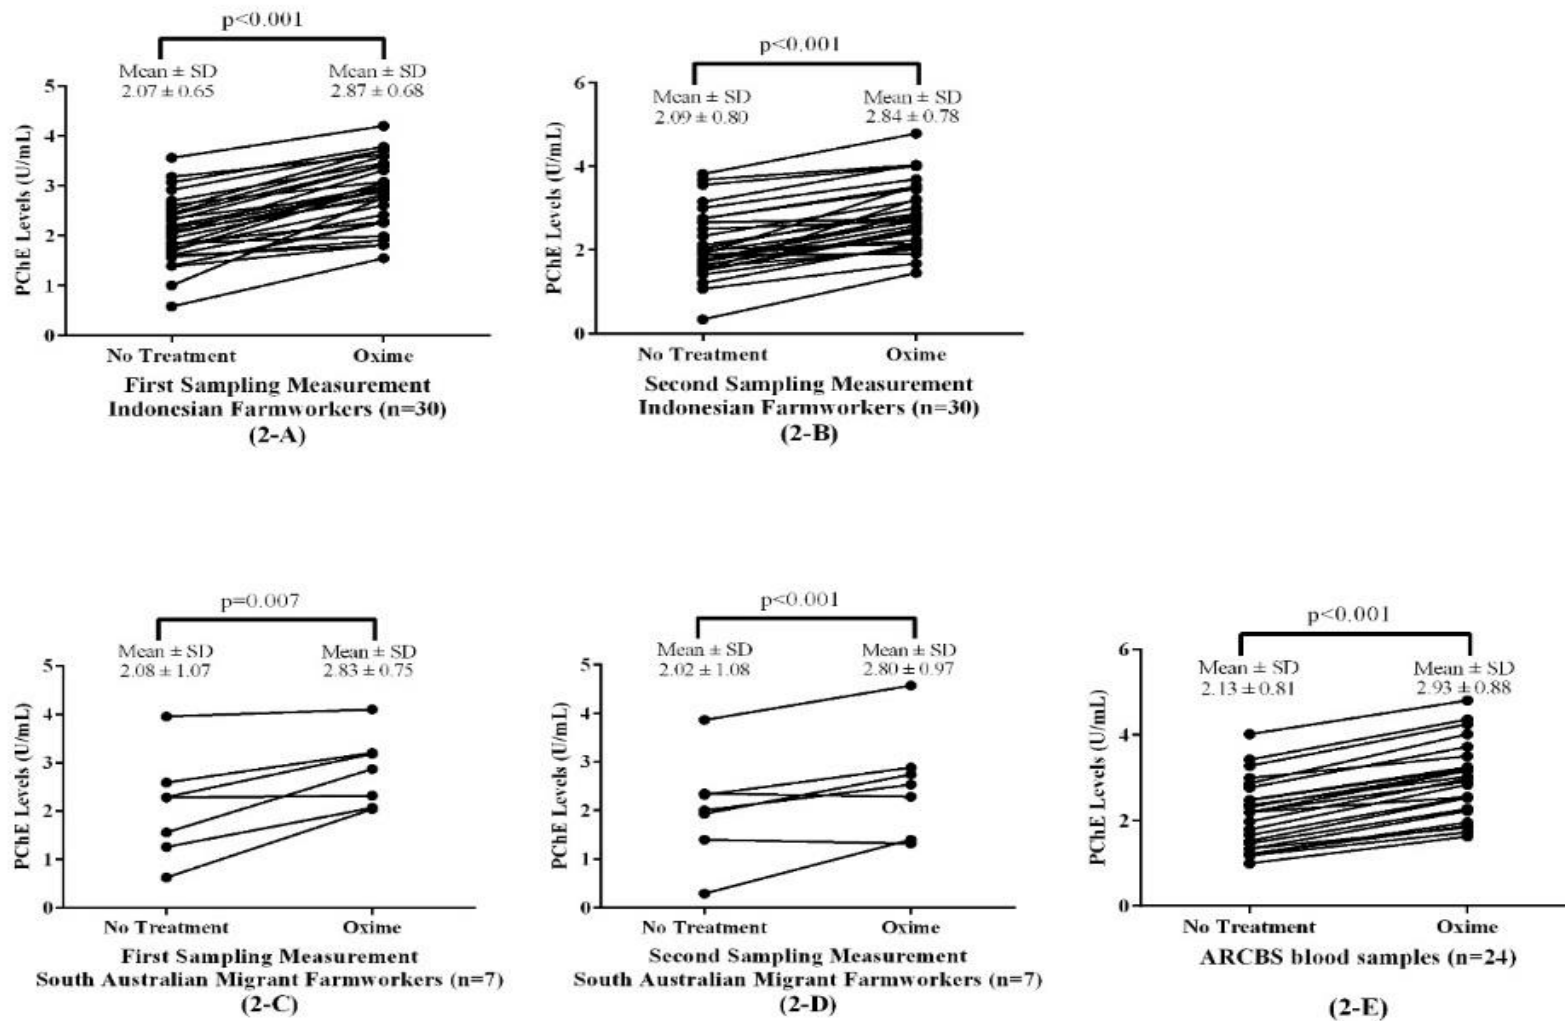 p<0.001
Mean ± SD
2.07 ± 0.65
Mean ± SD
2.87 ± 0.68
PChE Levels (U/mL)
5
4
3
2
1
0
No Treatment Oxime
First Sampling Measurement
Indonesian Farmworkers (n=30)
(2-A)
p<0.001
Mean ± SD
2.09 ± 0.80
Mean ± SD
2.84 ± 0.78
PChE Levels (U/mL)
6
4
2
0
No Treatment Oxime
Second Sampling Measurement
Indonesian Farmworkers (n=30)
(2-B)
p=0.007
Mean ± SD
2.08 ± 1.07
Mean ± SD
2.83 ± 0.75
PChE Levels (U/mL)
5
4
3
2
1
0
No Treatment Oxime
First Sampling Measurement
South Australian Migrant Farmworkers (n=7)
(2-C)
p<0.001
Mean ± SD
2.02 ± 1.08
Mean ± SD
2.80 ± 0.97
PChE Levels (U/mL)
5
4
3
2
1
0
No Treatment Oxime
Second Sampling Measurement
South Australian Migrant Farmworkers (n=7)
(2-D)
p<0.001
Mean ± SD
2.13 ± 0.81
Mean ± SD
2.93 ± 0.88
PChE Levels (U/mL)
6
4
2
0
No Treatment Oxime
ARCBS blood samples (n=24)
(2-E)